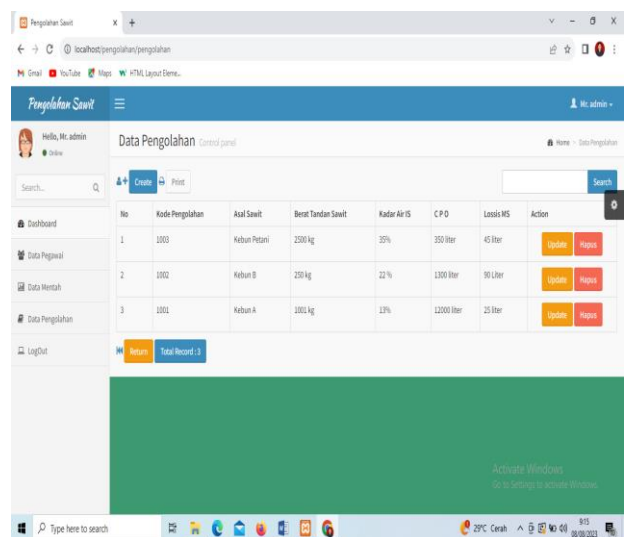 Pengolahan Sawit
localhost/pengolahan/pengolahan
Gmail YouTube Maps HTML Layout Eleme...
Pengolahan Sawit
Mr. admin
Hello, Mr. admin
Online
Data Pengolahan Control panel
Home > Data Pengolahan
Search...
Create Print Search
Dashboard
Data Pegawai
Data Mentah
Data Pengolahan
LogOut
No Kode Pengolahan Asal Sawit Berat Tandan Sawit Kadar Air IS C P O Lossis MS Action
1 1003 Kebun Petani 2500 kg 35% 350 liter 45 liter Update Hapus
2 1002 Kebun B 250 kg 22 % 1300 liter 90 Liter Update Hapus
3 1001 Kebun A 1001 kg 13% 12000 liter 25 liter Update Hapus
Return Total Record : 3
Activate Windows
Go to Settings to activate Windows.
Type here to search
29°C Cerah
9:15
08/08/2023